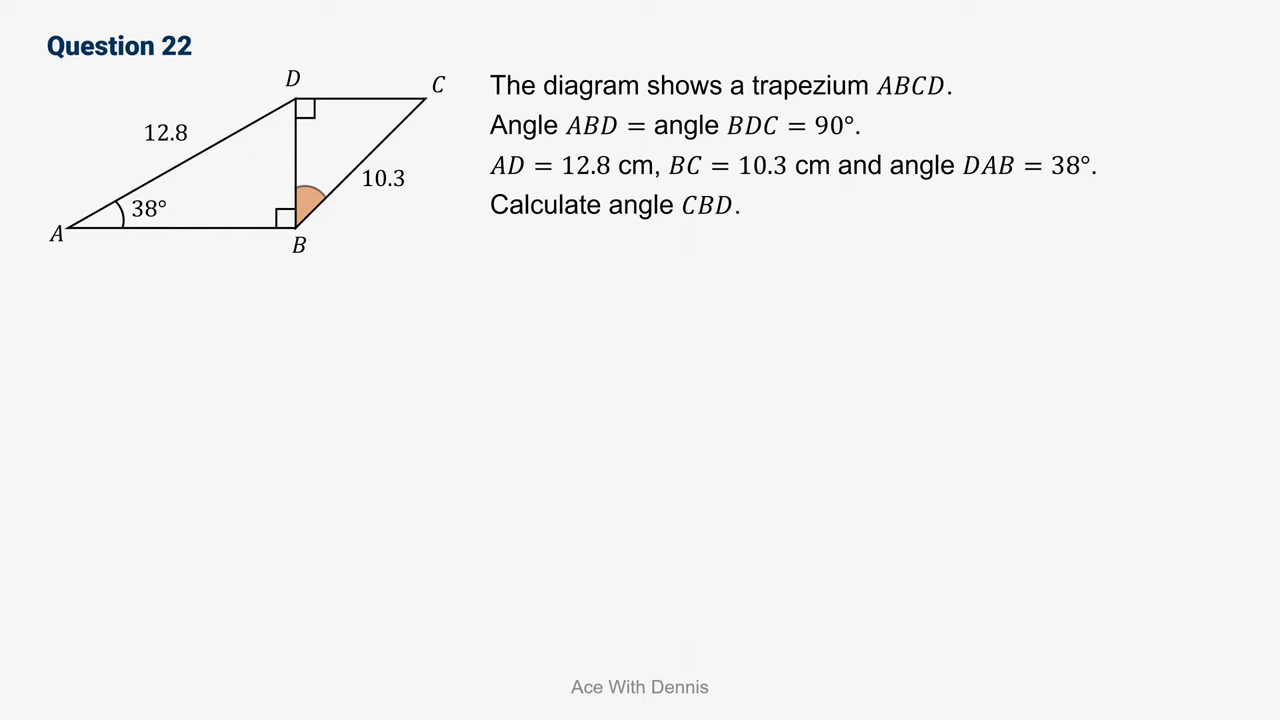 Question 22
D
C
12.8
10.3
38°
A
B
The diagram shows a trapezium ABCD.
Angle ABD = angle BDC = 90°.
AD = 12.8 cm, BC = 10.3 cm and angle DAB = 38°.
Calculate angle CBD.
Ace With Dennis